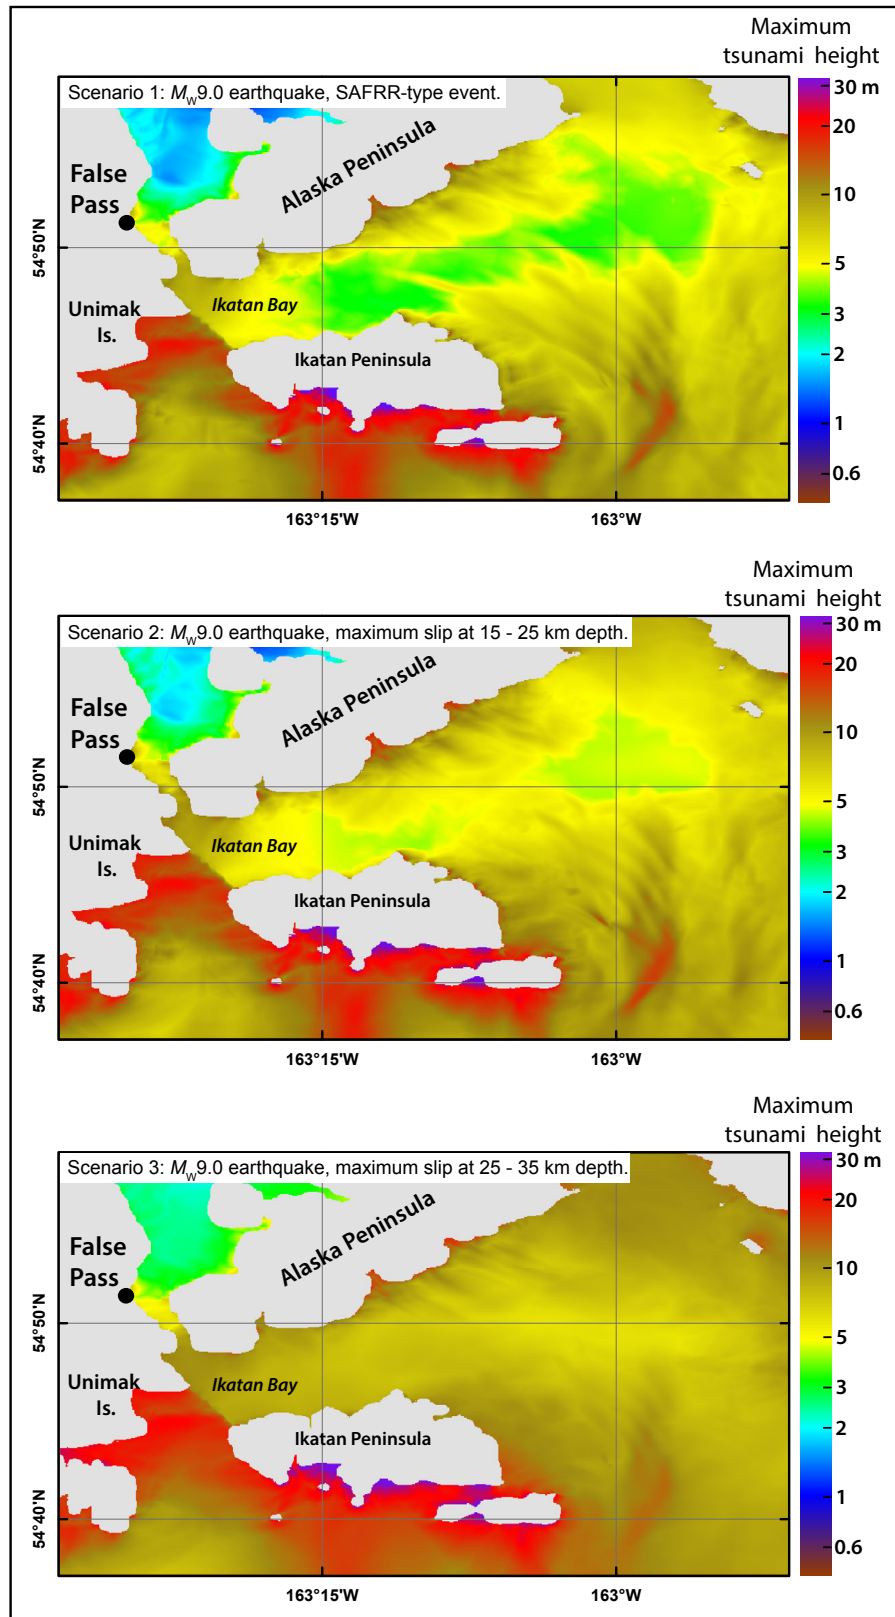 Maximum
tsunami height
Scenario 1: MW9.0 earthquake, SAFRR-type event.
30 m
20
10
5
3
2
1
0.6
False
Pass
Alaska Peninsula
54°50'N
Unimak
Is.
Ikatan Bay
Ikatan Peninsula
54°40'N
163°15'W
163°W
Maximum
tsunami height
Scenario 2: MW9.0 earthquake, maximum slip at 15 - 25 km depth.
30 m
20
10
5
3
2
1
0.6
False
Pass
Alaska Peninsula
54°50'N
Unimak
Is.
Ikatan Bay
Ikatan Peninsula
54°40'N
163°15'W
163°W
Maximum
tsunami height
Scenario 3: MW9.0 earthquake, maximum slip at 25 - 35 km depth.
30 m
20
10
5
3
2
1
0.6
False
Pass
Alaska Peninsula
54°50'N
Unimak
Is.
Ikatan Bay
Ikatan Peninsula
54°40'N
163°15'W
163°W